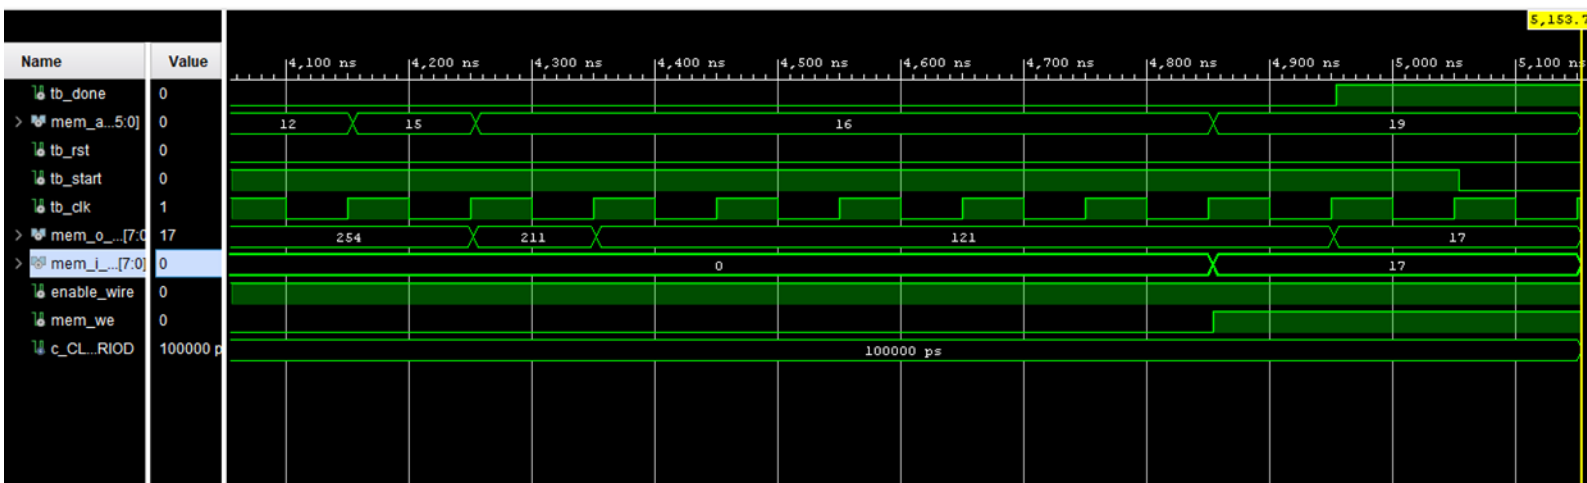 5,153.7
Name Value
4,100 ns 4,200 ns 4,300 ns 4,400 ns 4,500 ns 4,600 ns 4,700 ns 4,800 ns 4,900 ns 5,000 ns 5,100 ns
tb_done 0
mem_a...5:0] 0 12 15 16 19
tb_rst 0
tb_start 0
tb_clk 1
mem_o_...[7:0 17 254 211 121 17
mem_i_...[7:0] 0 0 17
enable_wire 0
mem_we 0
c_CL...RIOD 100000 p 100000 ps